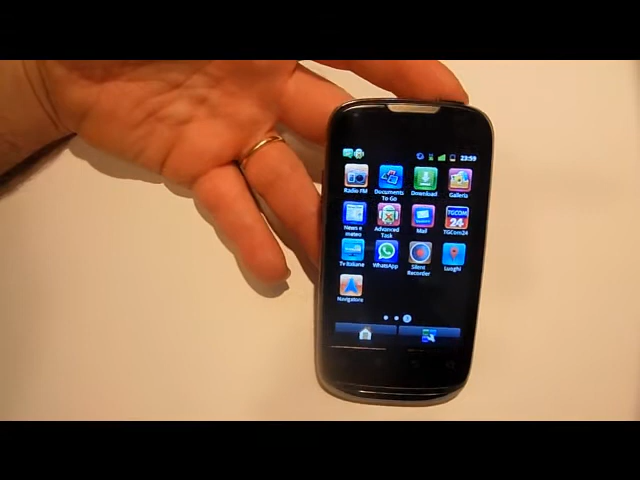 23:59
Radio FM
Documents To Go
Download
Galleria
News e meteo
Advanced Task
Mail
TGCOM 24
TGCom24
Tv Italiane
WhatsApp
Silent Recorder
Luoghi
Navigatore
3